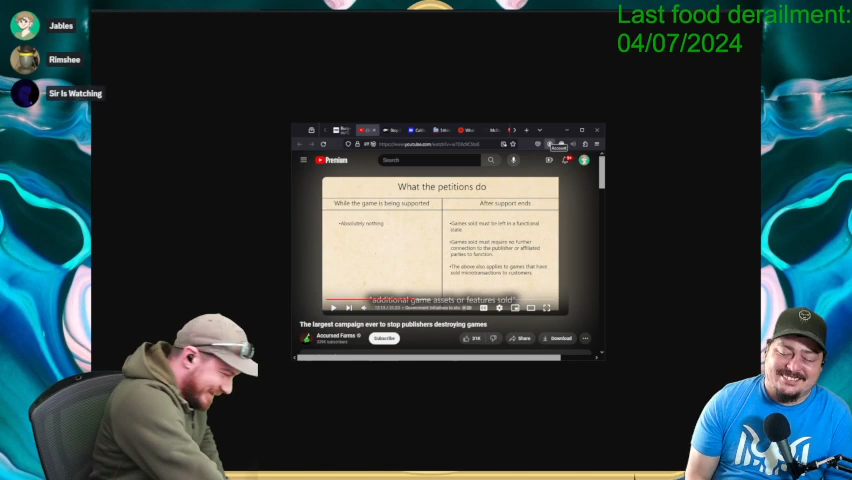 Jables
Rimshee
Sir Is Watching
Last food derailment:
04/07/2024
Account
Premium
Search
What the petitions do
While the game is being supported
After support ends
•Absolutely nothing
•Games sold must be left in a functional
state
•Games sold must require no further
connection to the publisher or affiliated
parties to function.
•The above also applies to games that have
sold microtransactions to customers.
"additional game assets or features sold"
The largest campaign ever to stop publishers destroying games
Accursed Farms
Subscribe
31K
Share
Download